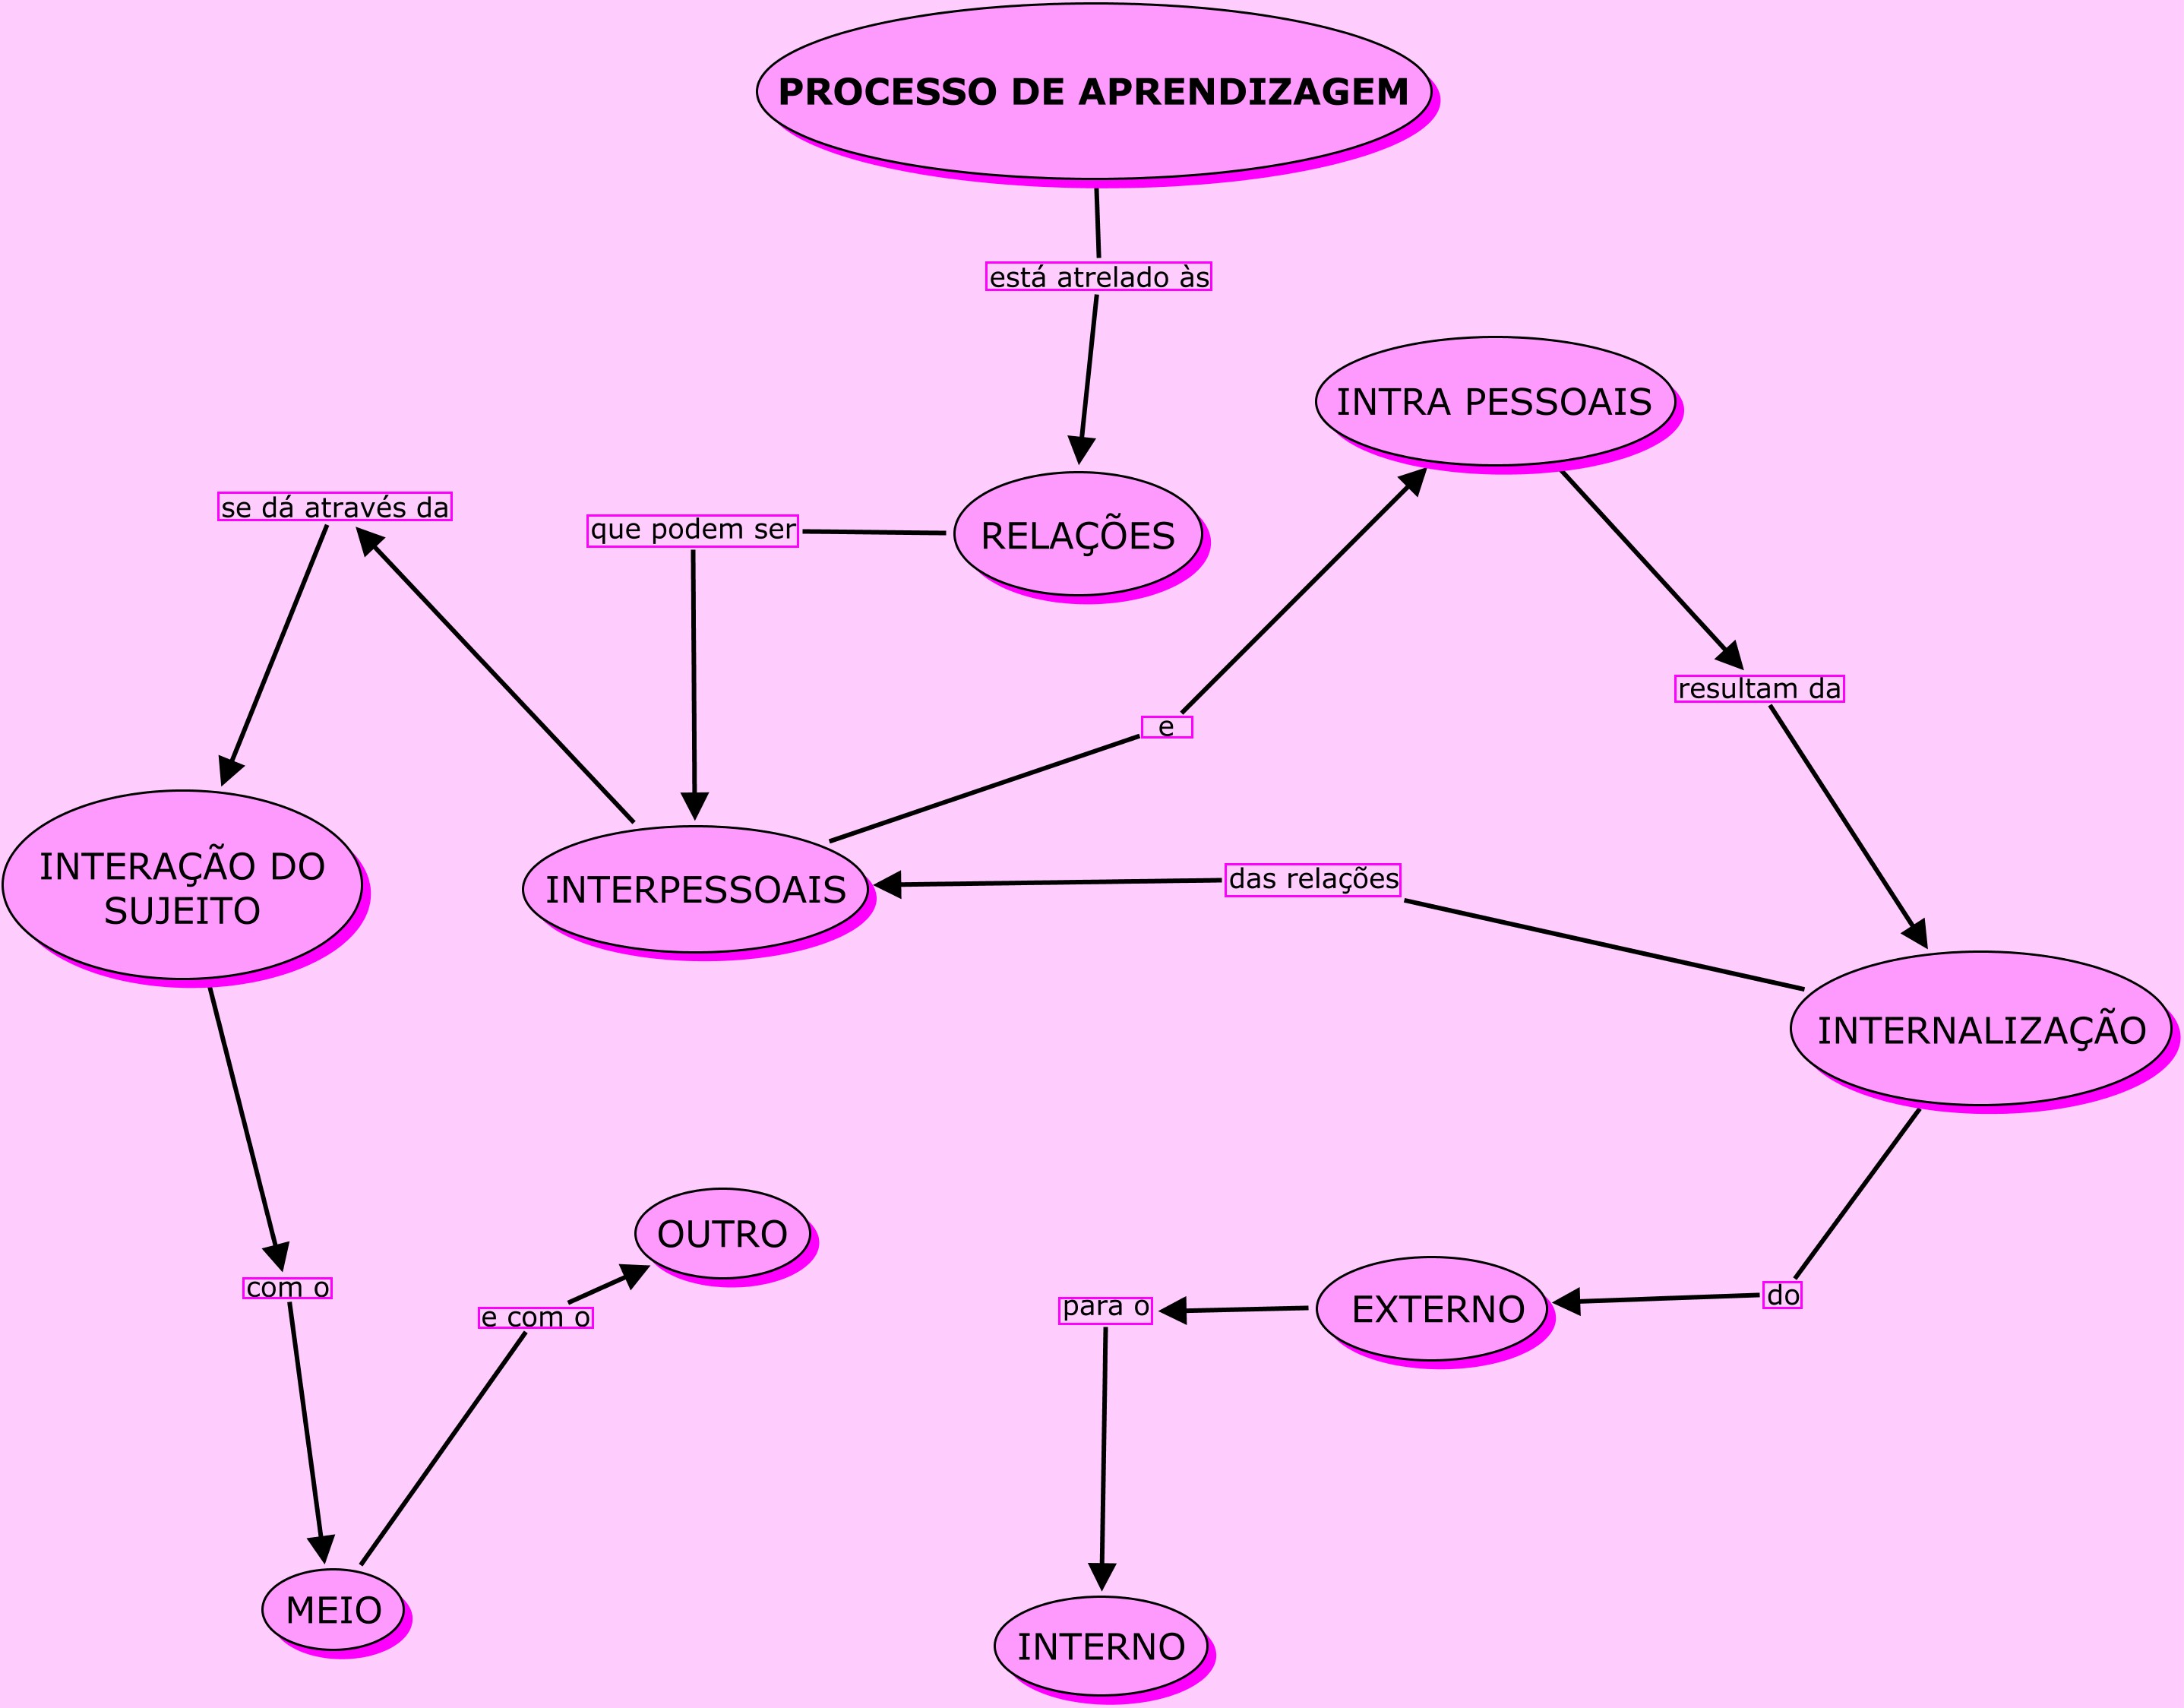 PROCESSO DE APRENDIZAGEM
está atrelado às
INTRA PESSOAIS
se dá através da
que podem ser
RELAÇÕES
resultam da
e
INTERAÇÃO DO
SUJEITO
INTERPESSOAIS
das relações
INTERNALIZAÇÃO
OUTRO
com o
e com o
para o
EXTERNO
do
MEIO
INTERNO